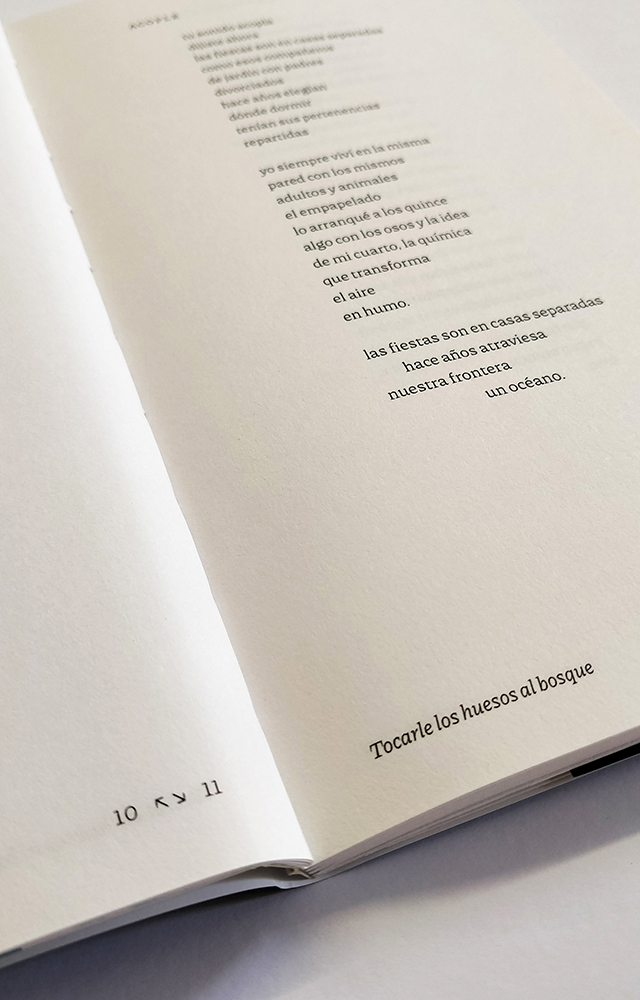 ACOPLE
tu sonido acopla
dijiste ahora
las fiestas son en casas separadas
como esos compañeros
de jardín con padres
divorciados
hace años elegían
dónde dormir
tenían sus pertenencias
repartidas
yo siempre viví en la misma
pared con los mismos
adultos y animales
el empapelado
lo arranqué a los quince
algo con los osos y la idea
de mi cuarto, la química
que transforma
el aire
en humo.
las fiestas son en casas separadas
hace años atraviesa
nuestra frontera
un océano.
Tocarle los huesos al bosque
10 ↖↘ 11